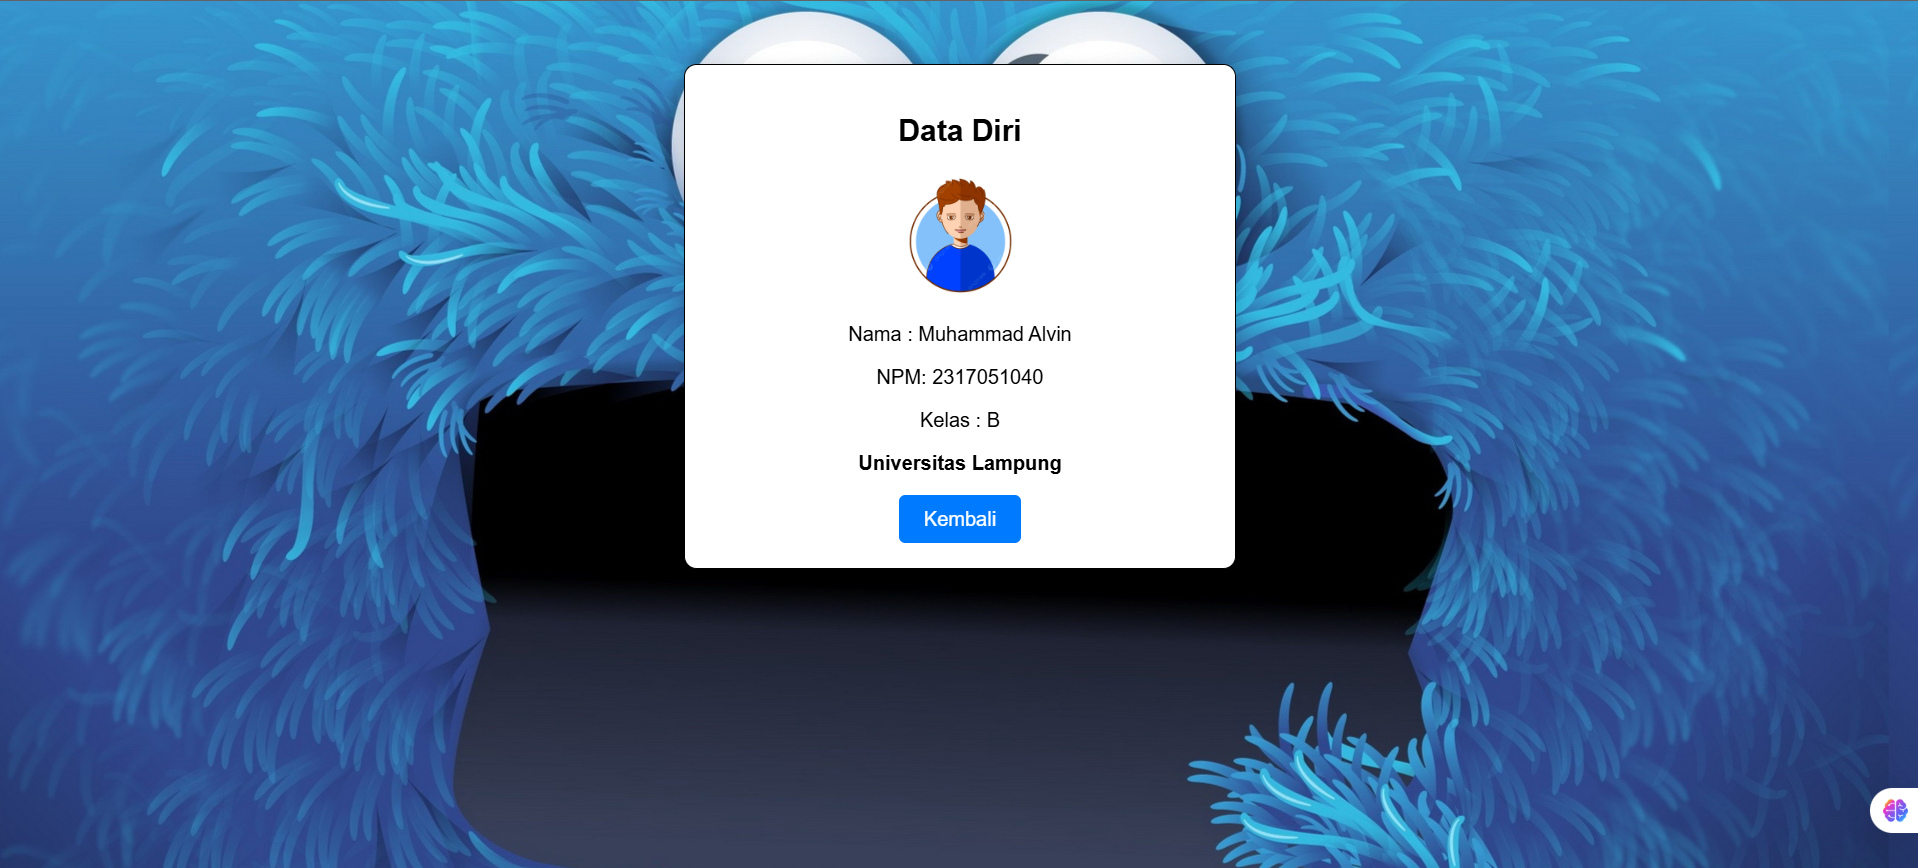 Data Diri
Nama : Muhammad Alvin
NPM: 2317051040
Kelas : B
Universitas Lampung
Kembali